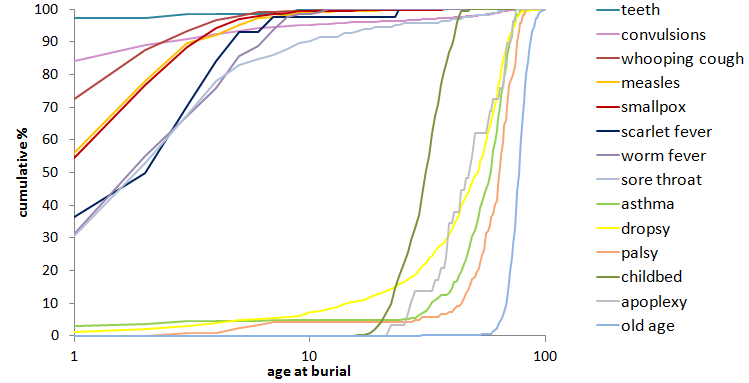 100
90
80
70
60
50
40
30
20
10
0
cumulative %
1
10
100
age at burial
teeth
convulsions
whooping cough
measles
smallpox
scarlet fever
worm fever
sore throat
asthma
dropsy
palsy
childbed
apoplexy
old age